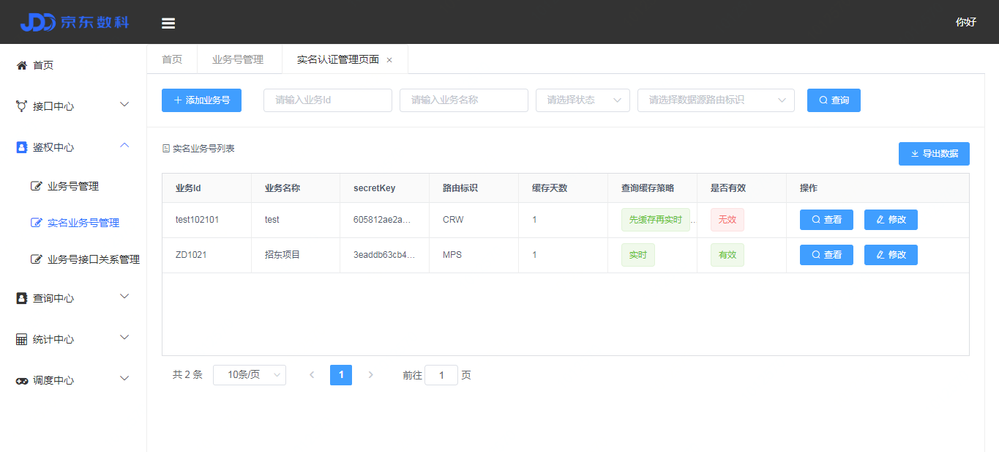 JDD 京东数科
你好
首页
接口中心
鉴权中心
业务号管理
实名业务号管理
业务号接口关系管理
查询中心
统计中心
调度中心
首页 业务号管理 实名认证管理页面 ×
+ 添加业务号 请输入业务Id 请输入业务名称 请选择状态 请选择数据源路由标识 查询
实名业务号列表
导出数据
业务Id 业务名称 secretKey 路由标识 缓存天数 查询缓存策略 是否有效 操作
test102101 test 605812ae2a... CRW 1 先缓存再实时 ... 无效 查看 修改
ZD1021 招东项目 3eaddb63cb4... MPS 1 实时 有效 查看 修改
共 2 条 10条/页 < 1 > 前往 1 页